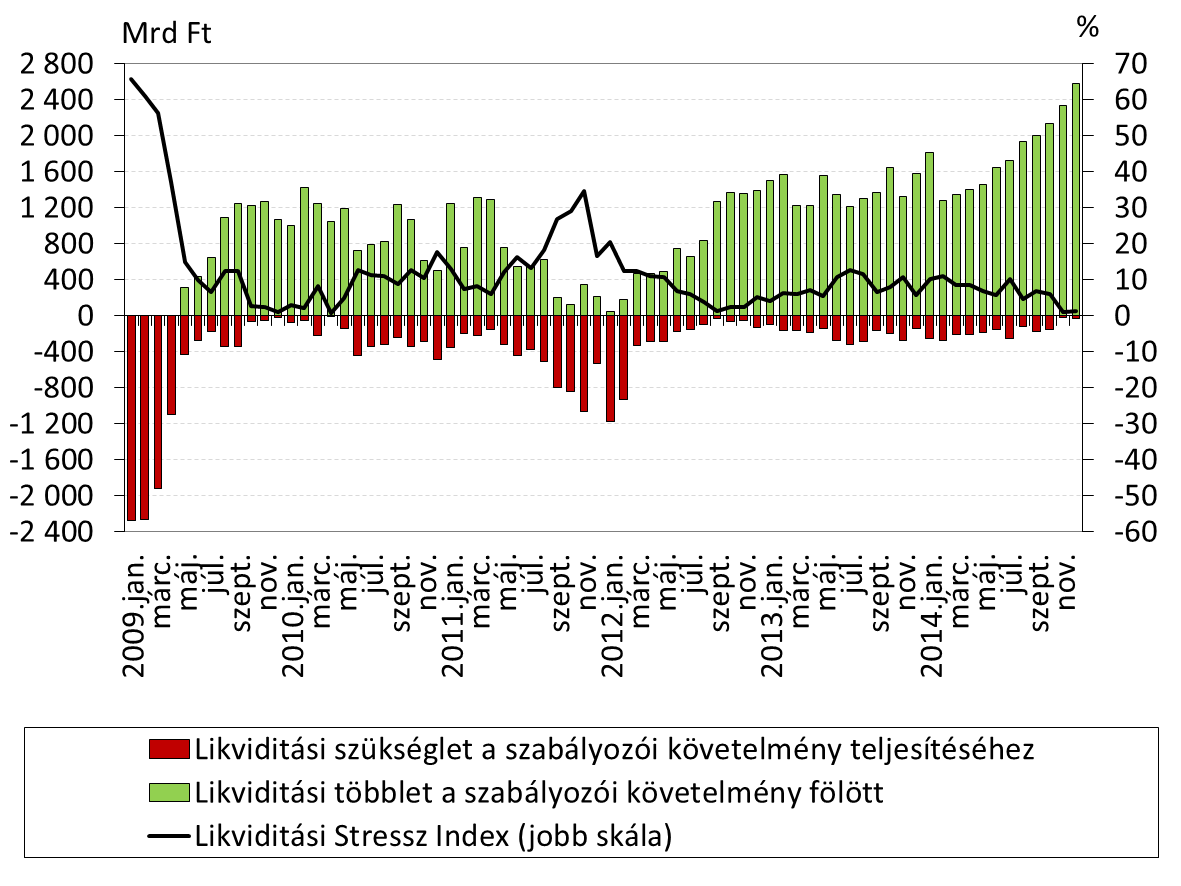 Mrd Ft %
2 800 70
2 400 60
2 000 50
1 600 40
1 200 30
800 20
400 10
0 0
-400 -10
-800 -20
-1 200 -30
-1 600 -40
-2 000 -50
-2 400 -60
2009.jan.
márc.
máj.
júl.
szept.
nov.
2010.jan.
márc.
máj.
júl.
szept.
nov.
2011.jan.
márc.
máj.
júl.
szept.
nov.
2012.jan.
márc.
máj.
júl.
szept.
nov.
2013.jan.
márc.
máj.
júl.
szept.
nov.
2014.jan.
márc.
máj.
júl.
szept.
nov.
Likviditási szükséglet a szabályozói követelmény teljesítéséhez
Likviditási többlet a szabályozói követelmény fölött
Likviditási Stressz Index (jobb skála)